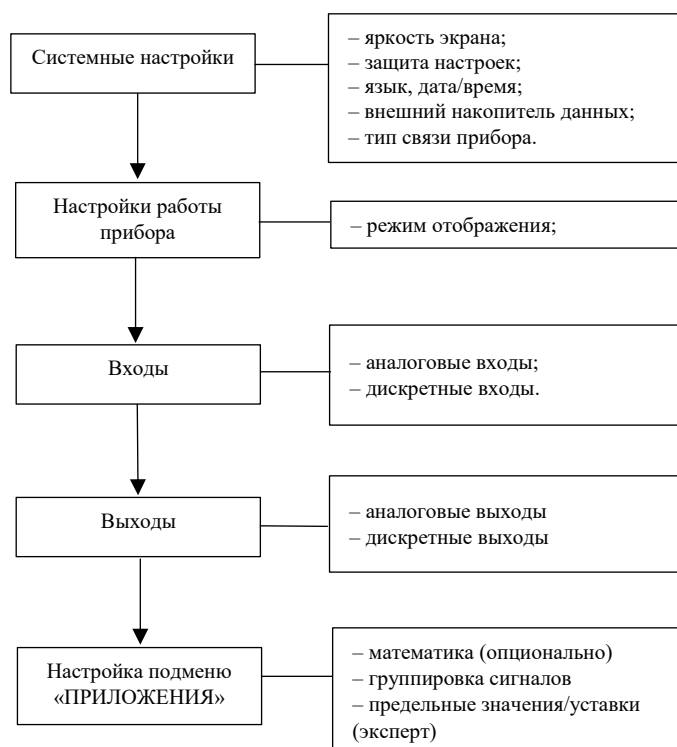 Системные настройки
– яркость экрана;
– защита настроек;
– язык, дата/время;
– внешний накопитель данных;
– тип связи прибора.
Настройки работы
прибора
– режим отображения;
Входы
– аналоговые входы;
– дискретные входы.
Выходы
– аналоговые выходы
– дискретные выходы
Настройка подменю
«ПРИЛОЖЕНИЯ»
– математика (опционально)
– группировка сигналов
– предельные значения/уставки
(эксперт)